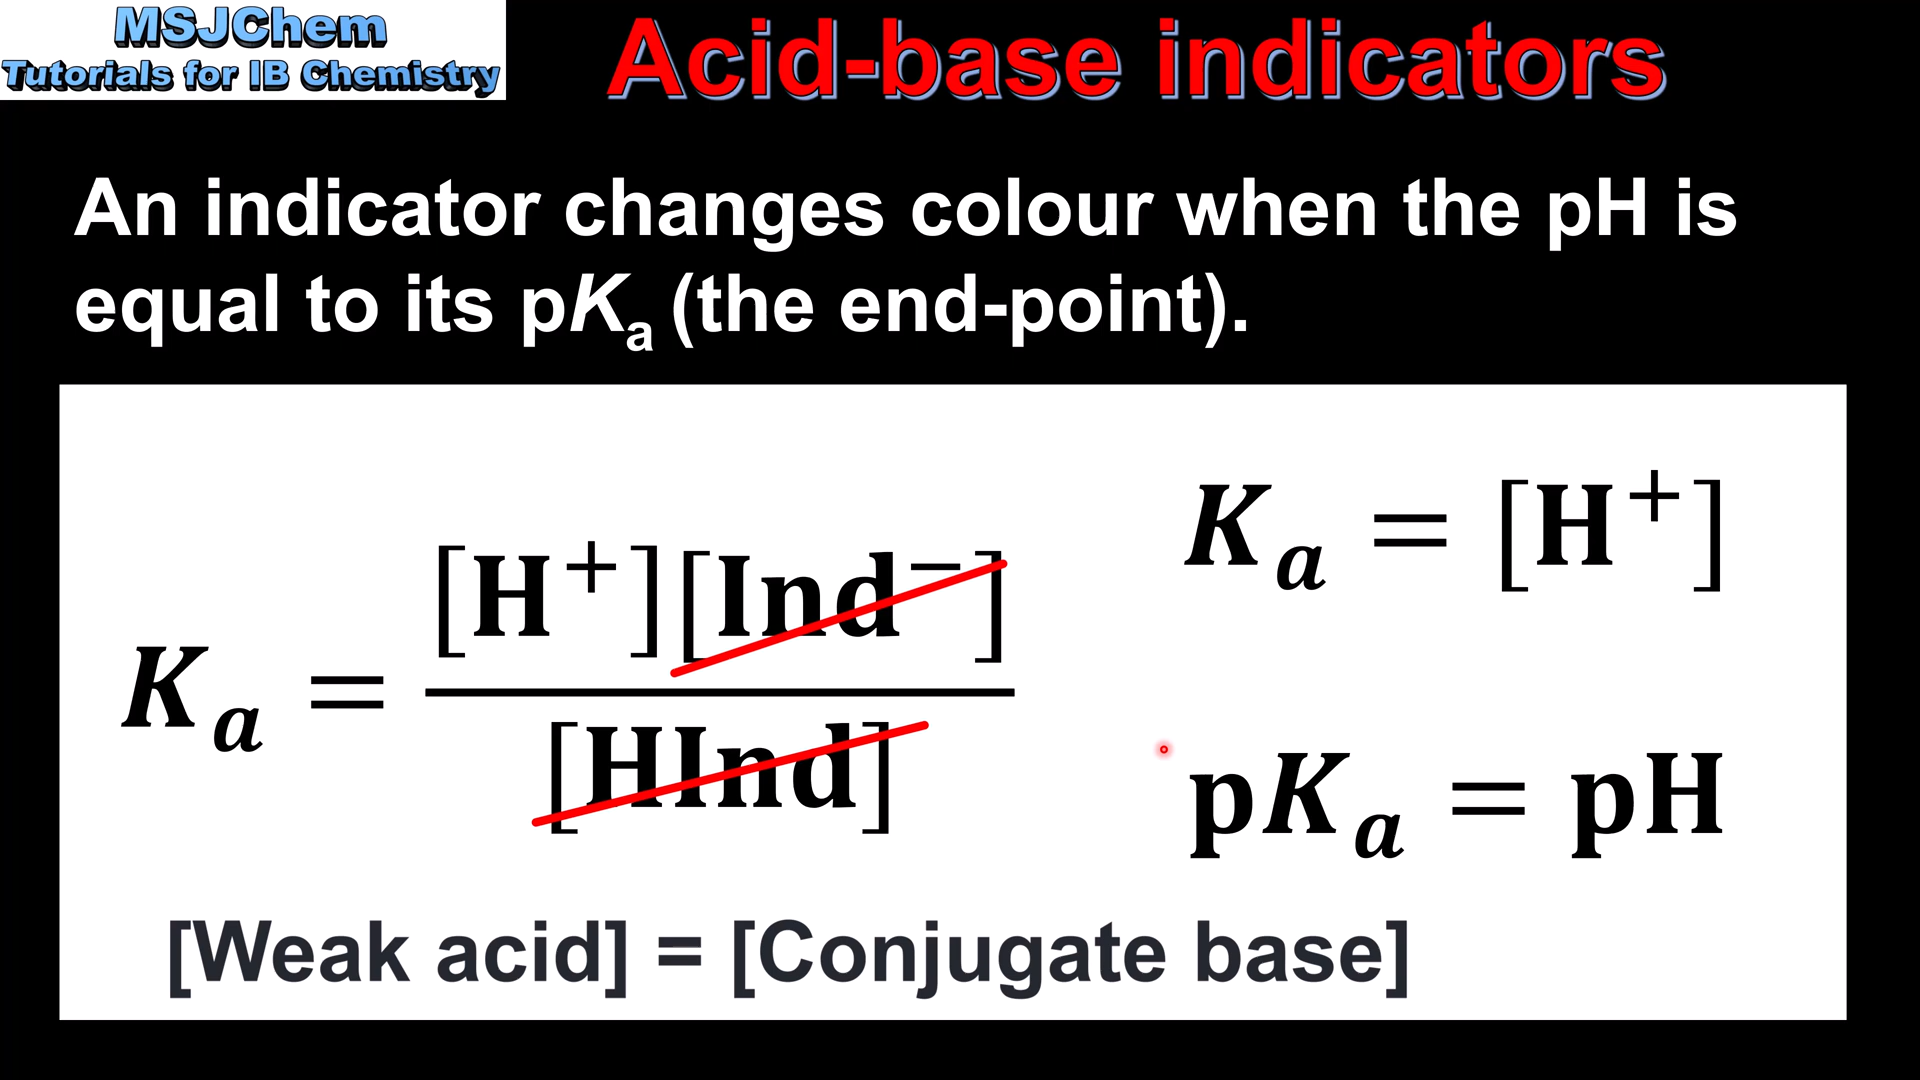 MSJChem
Tutorials for IB Chemistry
Acid-base indicators
An indicator changes colour when the pH is
equal to its pKₐ (the end-point).
Kₐ = [H⁺][Ind⁻] / [HInd]
Kₐ = [H⁺]
pKₐ = pH
[Weak acid] = [Conjugate base]